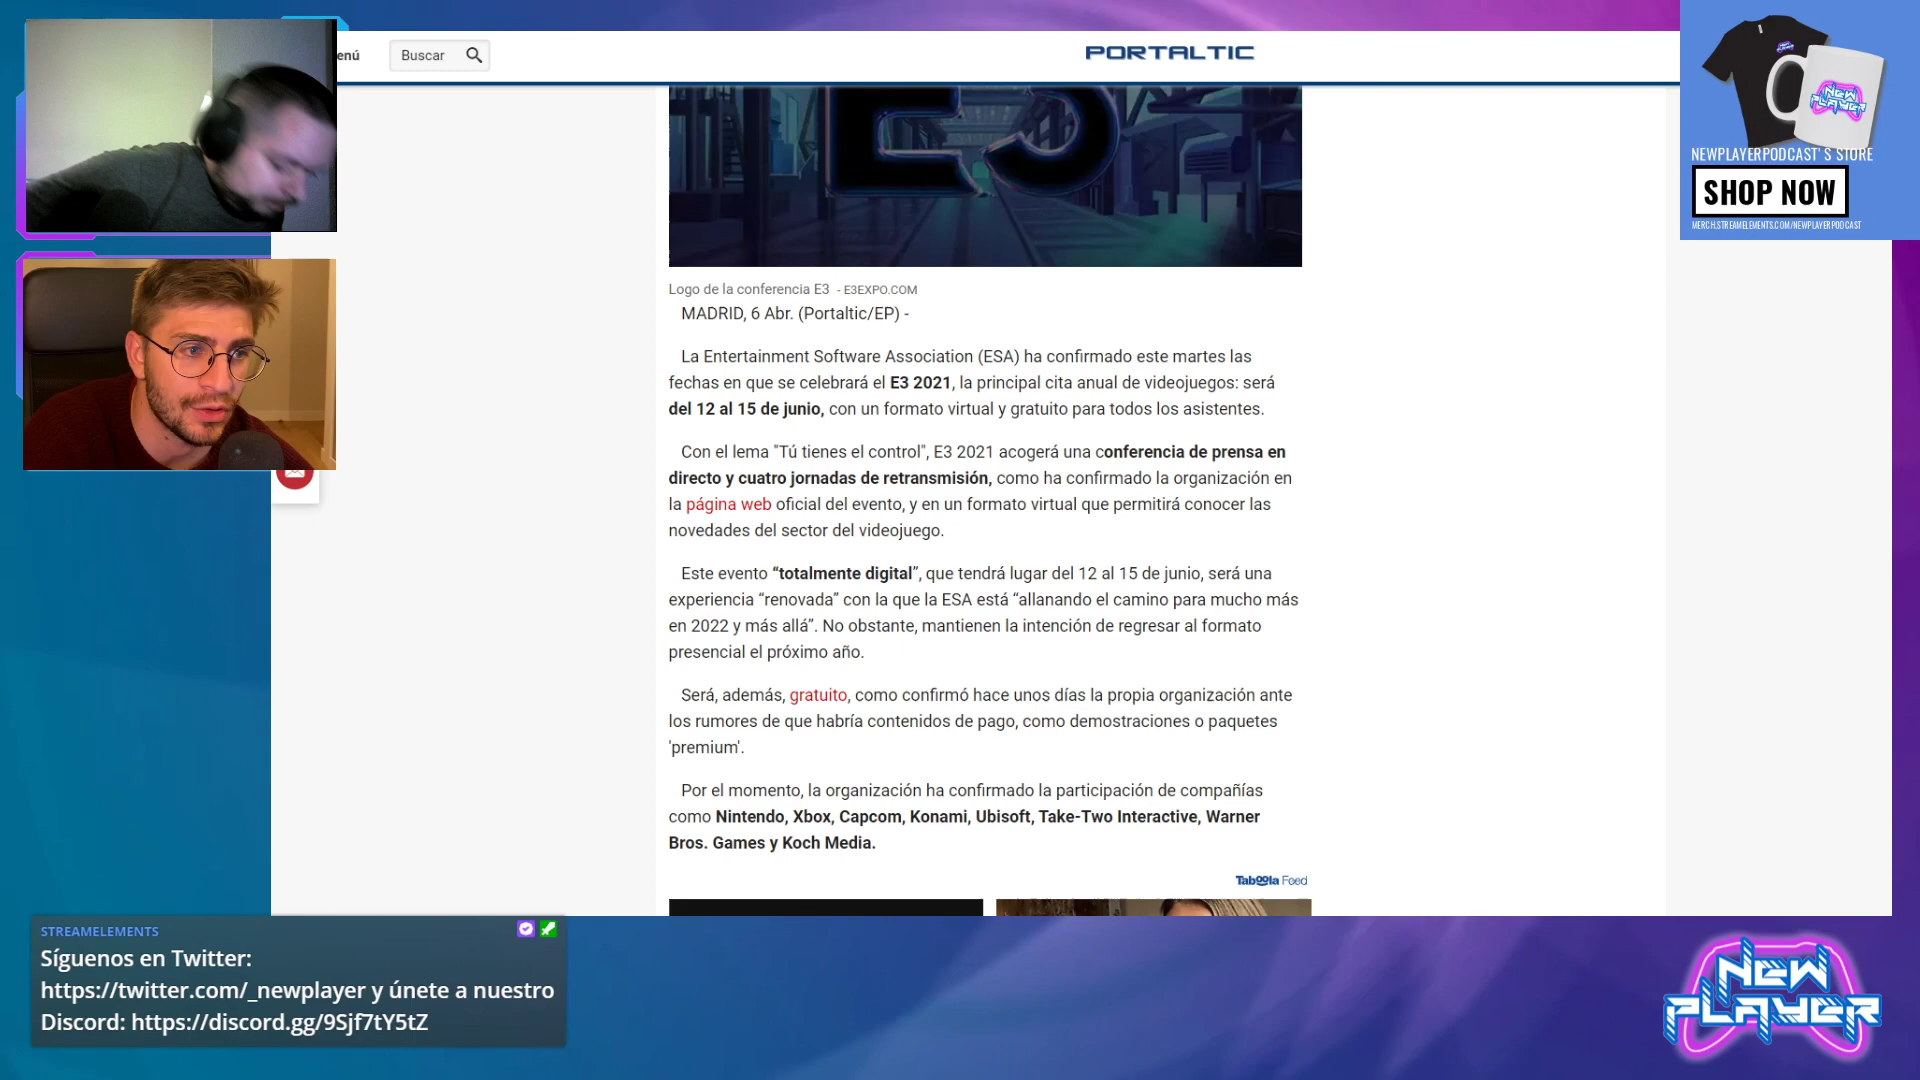 enú
Buscar
PORTALTIC
E3
Logo de la conferencia E3 - E3EXPO.COM
MADRID, 6 Abr. (Portaltic/EP) -
La Entertainment Software Association (ESA) ha confirmado este martes las
fechas en que se celebrará el E3 2021, la principal cita anual de videojuegos: será
del 12 al 15 de junio, con un formato virtual y gratuito para todos los asistentes.
Con el lema "Tú tienes el control", E3 2021 acogerá una conferencia de prensa en
directo y cuatro jornadas de retransmisión, como ha confirmado la organización en
la página web oficial del evento, y en un formato virtual que permitirá conocer las
novedades del sector del videojuego.
Este evento “totalmente digital”, que tendrá lugar del 12 al 15 de junio, será una
experiencia “renovada” con la que la ESA está “allanando el camino para mucho más
en 2022 y más allá”. No obstante, mantienen la intención de regresar al formato
presencial el próximo año.
Será, además, gratuito, como confirmó hace unos días la propia organización ante
los rumores de que habría contenidos de pago, como demostraciones o paquetes
'premium'.
Por el momento, la organización ha confirmado la participación de compañías
como Nintendo, Xbox, Capcom, Konami, Ubisoft, Take-Two Interactive, Warner
Bros. Games y Koch Media.
Taboola Feed
NEW
PLAYER
NEWPLAYERPODCAST'S STORE
SHOP NOW
MERCH.STREAMELEMENTS.COM/NEWPLAYERPODCAST
STREAMELEMENTS
Síguenos en Twitter:
https://twitter.com/_newplayer y únete a nuestro
Discord: https://discord.gg/9Sjf7tY5tZ
NEW
PLAYER